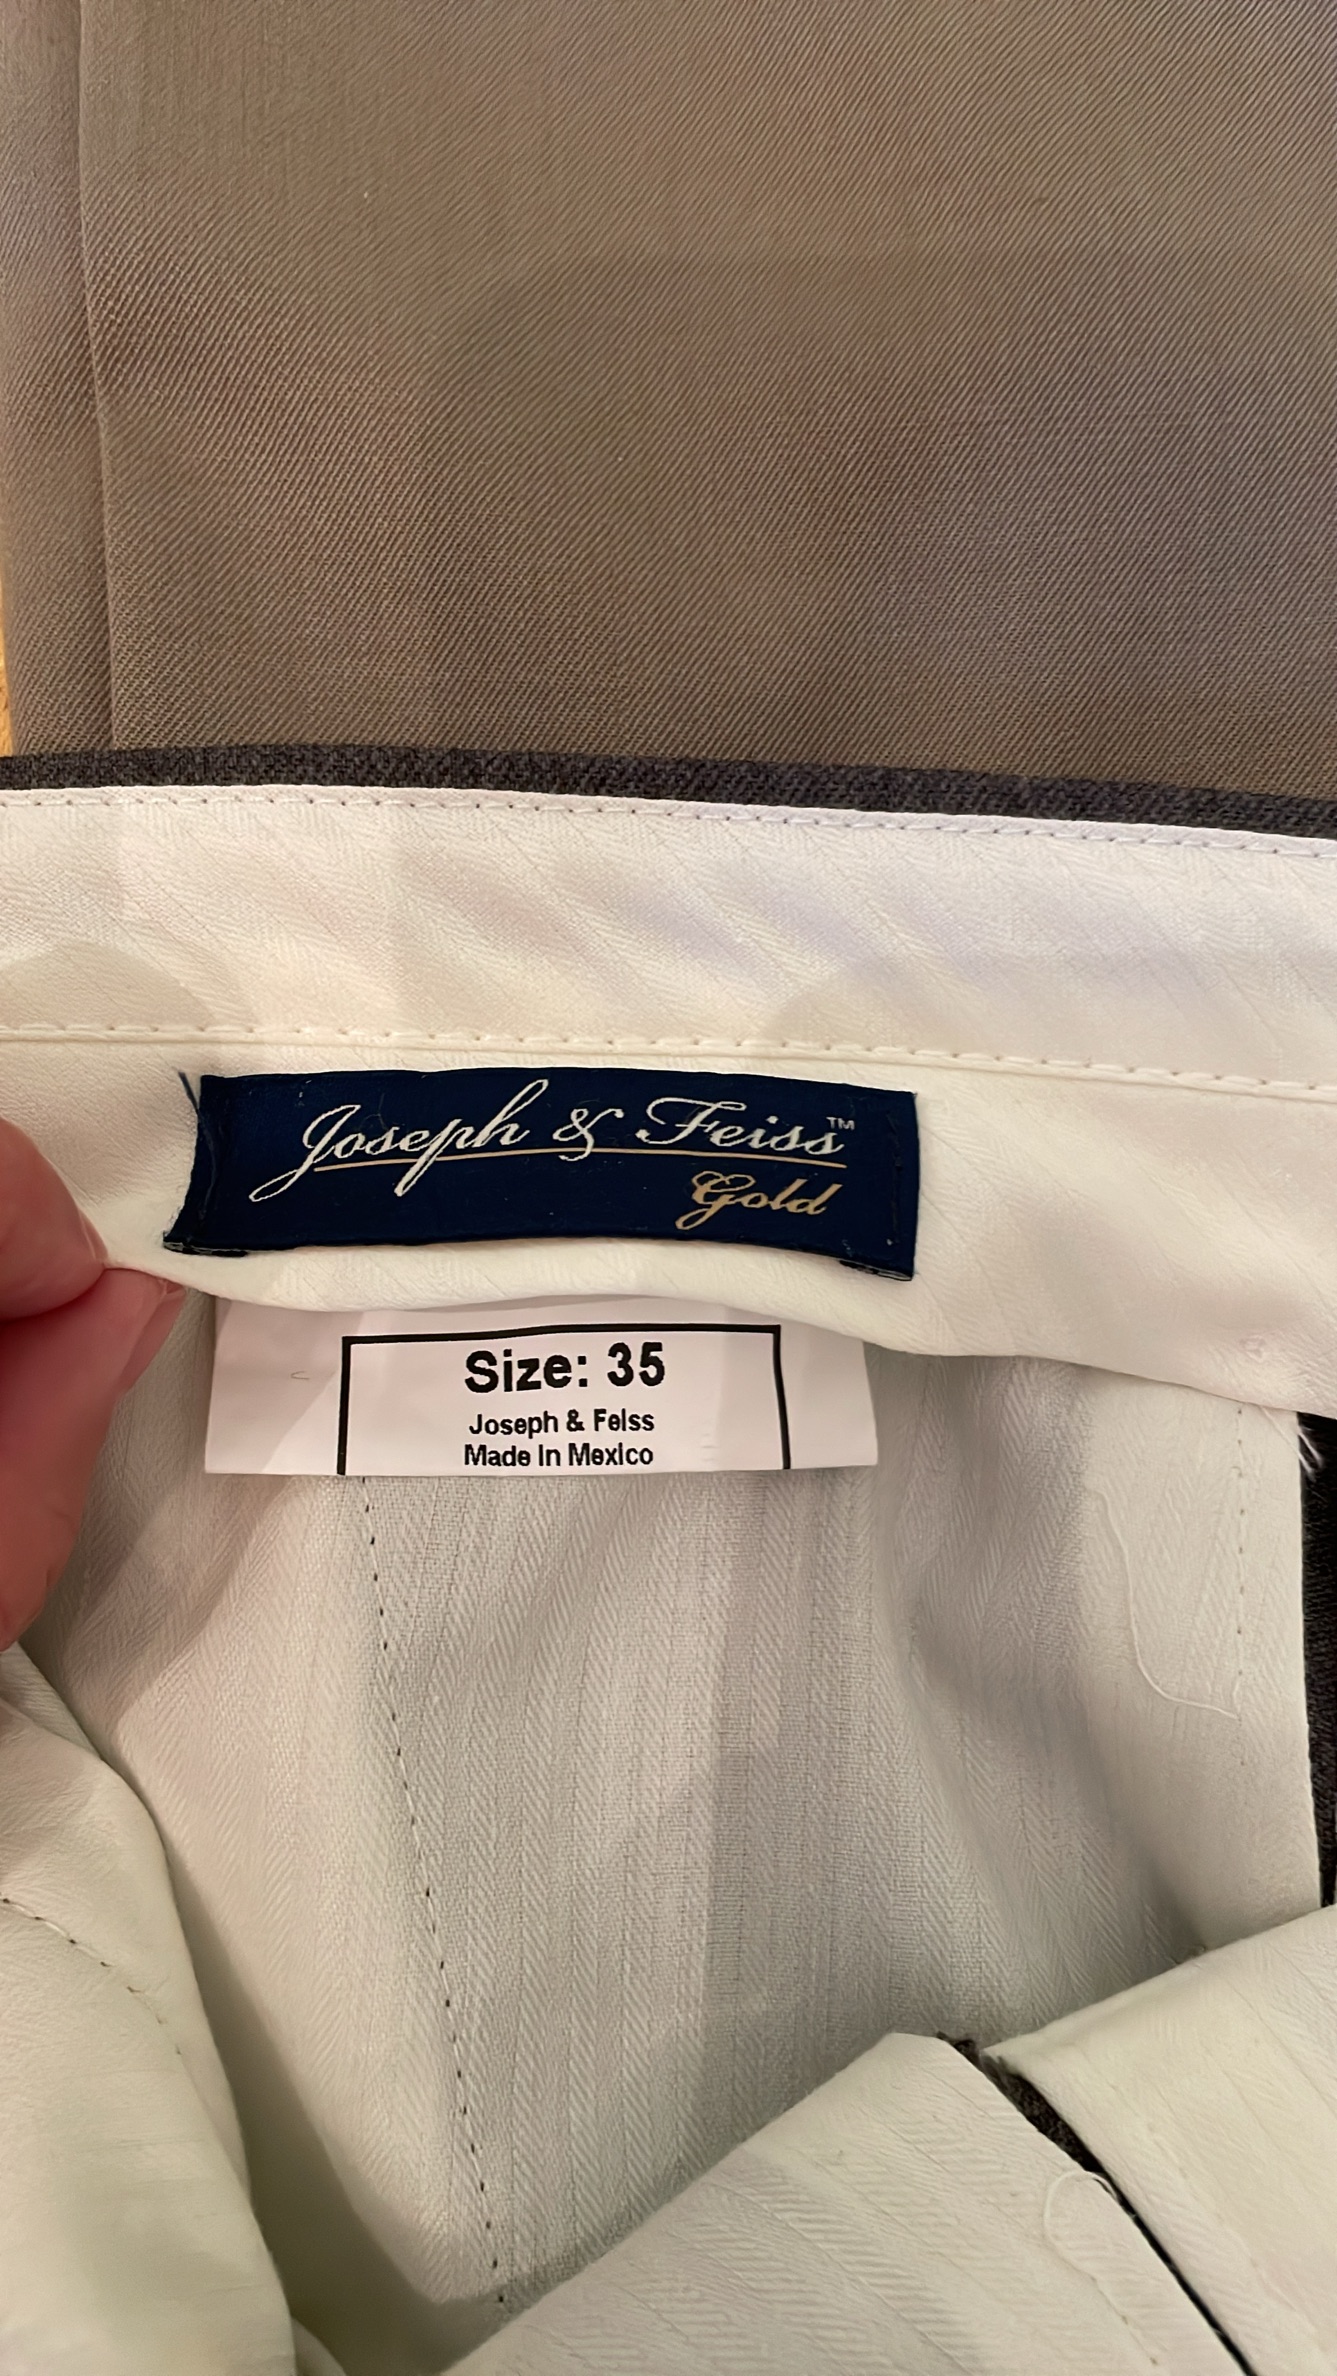 Joseph & Feiss™
Gold
Size: 35
Joseph & Feiss
Made In Mexico